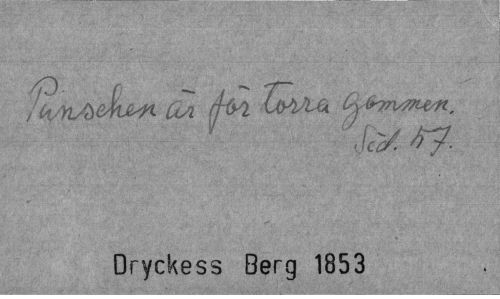 Punschen är för torra gommen.
Sid. 57.
Dryckess Berg 1853